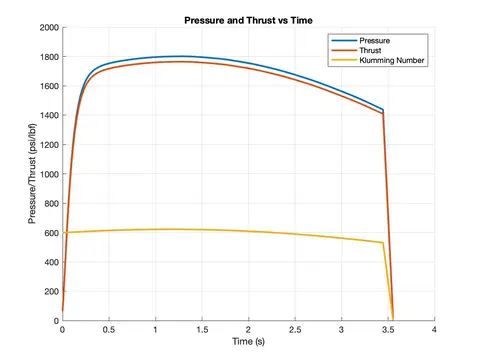 Pressure and Thrust vs Time
Pressure
Thrust
Klumming Number
Pressure/Thrust (psi//lbf)
2000
1800
1600
1400
1200
1000
800
600
400
200
0
0 0.5 1 1.5 2 2.5 3 3.5 4
Time (s)